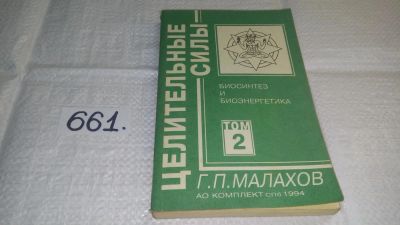 661.
ЦЕЛИТЕЛЬНЫЕ
СИЛЫ
БИОСИНТЕЗ
И
БИОЭНЕРГЕТИКА
ТОМ
2
Г.П.МАЛАХОВ
АО КОМПЛЕКТ СПб 1994